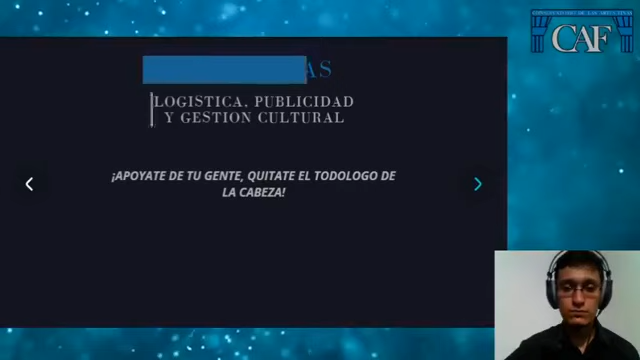 CAF
AS
LOGISTICA. PUBLICIDAD
Y GESTION CULTURAL
¡APOYATE DE TU GENTE, QUITATE EL TODOLOGO DE
LA CABEZA!